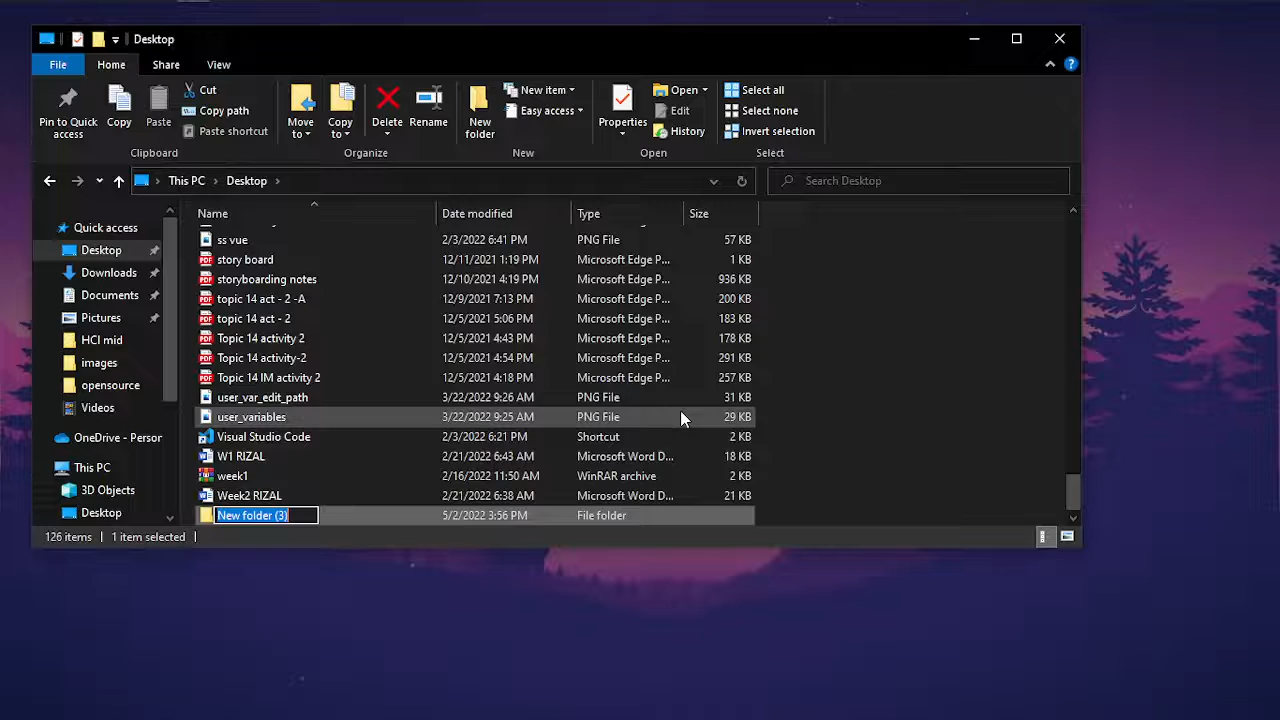 Desktop
File Home Share View
Pin to Quick access
Copy
Paste
Cut
Copy path
Paste shortcut
Clipboard
Move to
Copy to
Delete
Rename
Organize
New folder
New item
Easy access
New
Properties
Open
Edit
History
Open
Select all
Select none
Invert selection
Select
This PC Desktop
Search Desktop
Quick access
Desktop
Downloads
Documents
Pictures
HCI mid
images
opensource
Videos
OneDrive - Person
This PC
3D Objects
Desktop
Name Date modified Type Size
ss vue 2/3/2022 6:41 PM PNG File 57 KB
story board 12/11/2021 1:19 PM Microsoft Edge P... 1 KB
storyboarding notes 12/10/2021 4:19 PM Microsoft Edge P... 936 KB
topic 14 act - 2 -A 12/9/2021 7:13 PM Microsoft Edge P... 200 KB
topic 14 act - 2 12/5/2021 5:06 PM Microsoft Edge P... 183 KB
Topic 14 activity 2 12/5/2021 4:43 PM Microsoft Edge P... 178 KB
Topic 14 activity-2 12/5/2021 4:54 PM Microsoft Edge P... 291 KB
Topic 14 IM activity 2 12/5/2021 4:18 PM Microsoft Edge P... 257 KB
user_var_edit_path 3/22/2022 9:26 AM PNG File 31 KB
user_variables 3/22/2022 9:25 AM PNG File 29 KB
Visual Studio Code 2/3/2022 6:21 PM Shortcut 2 KB
W1 RIZAL 2/21/2022 6:43 AM Microsoft Word D... 18 KB
week1 2/16/2022 11:50 AM WinRAR archive 2 KB
Week2 RIZAL 2/21/2022 6:38 AM Microsoft Word D... 21 KB
New folder (3) 5/2/2022 3:56 PM File folder
126 items 1 item selected